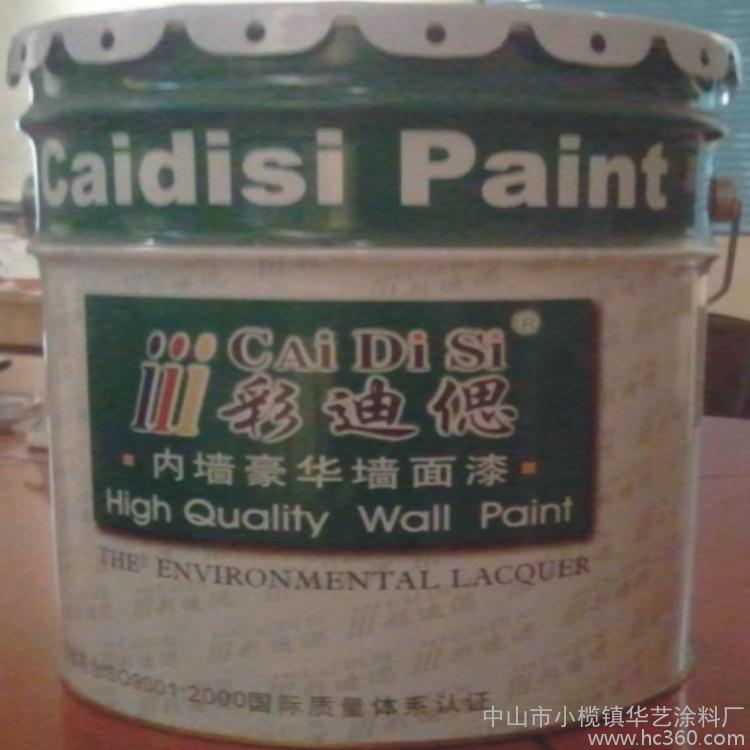 Caidisi Paint
CAi Di Si ®
彩迪偲
内墙豪华墙面漆
High Quality Wall Paint
THE ENVIRONMENTAL LACQUER
ISO9001:2000国际质量体系认证
中山市小榄镇华艺涂料厂
www.hc360.com